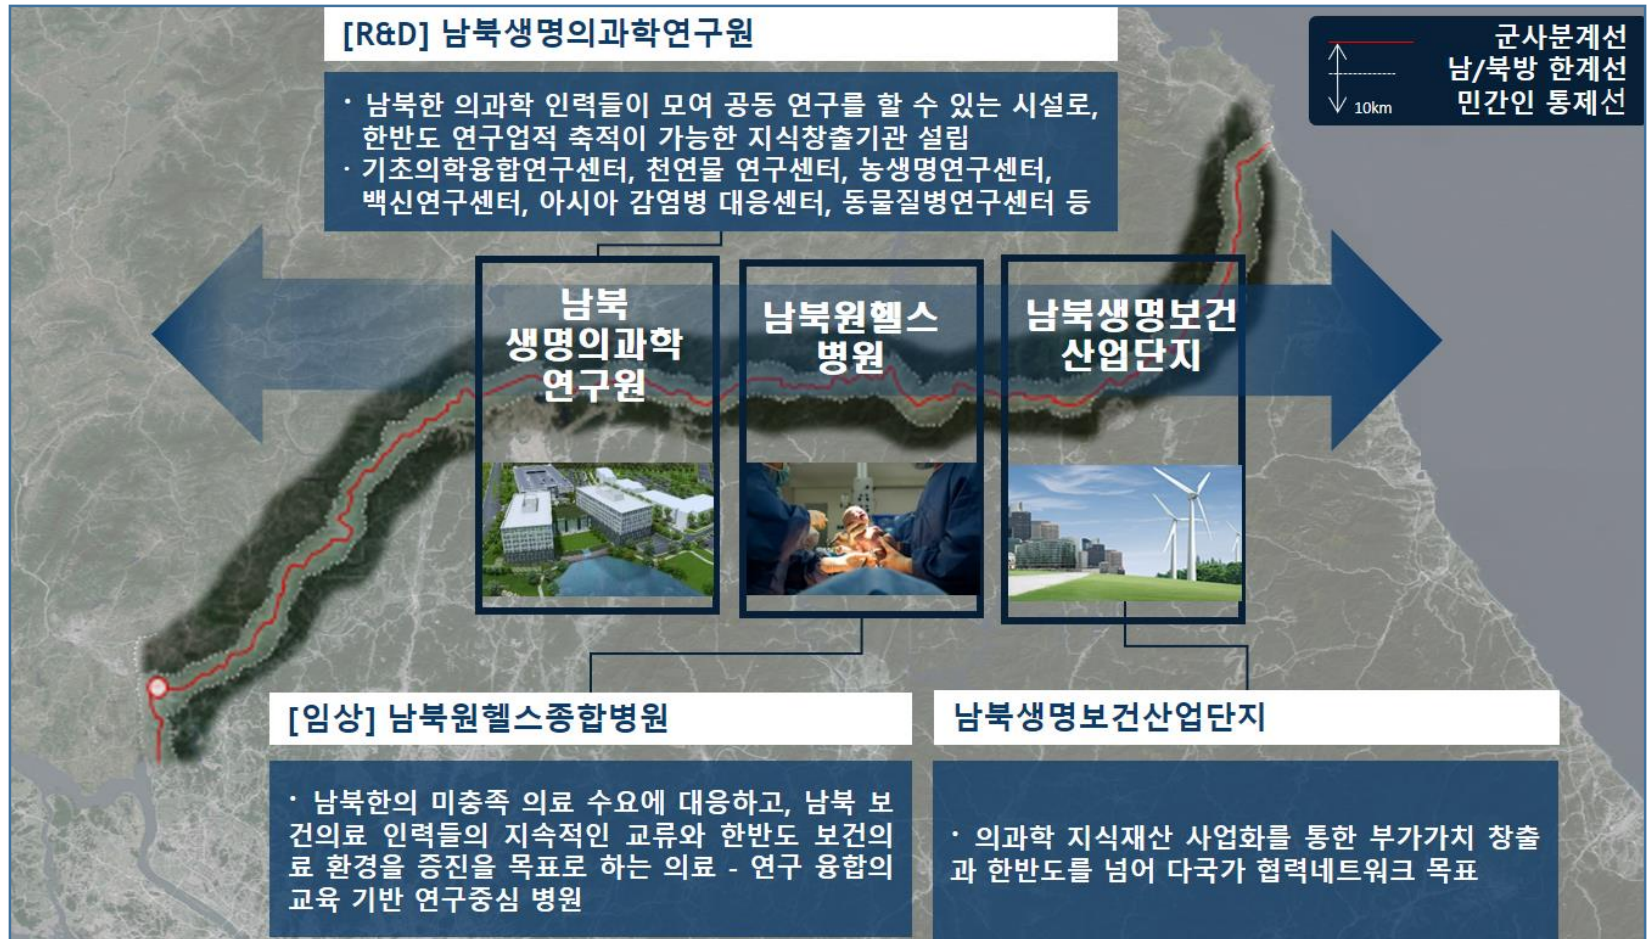 [R&D] 남북생명의과학연구원
· 남북한 의과학 인력들이 모여 공동 연구를 할 수 있는 시설로,
한반도 연구업적 축적이 가능한 지식창출기관 설립
· 기초의학융합연구센터, 천연물 연구센터, 농생명연구센터,
백신연구센터, 아시아 감염병 대응센터, 동물질병연구센터 등
군사분계선
남/북방 한계선
민간인 통제선
10km
남북
생명의과학
연구원
남북원헬스
병원
남북생명보건
산업단지
[임상] 남북원헬스종합병원
· 남북한의 미충족 의료 수요에 대응하고, 남북 보
건의료 인력들의 지속적인 교류와 한반도 보건의
료 환경을 증진을 목표로 하는 의료 - 연구 융합의
교육 기반 연구중심 병원
남북생명보건산업단지
· 의과학 지식재산 사업화를 통한 부가가치 창출
과 한반도를 넘어 다국가 협력네트워크 목표